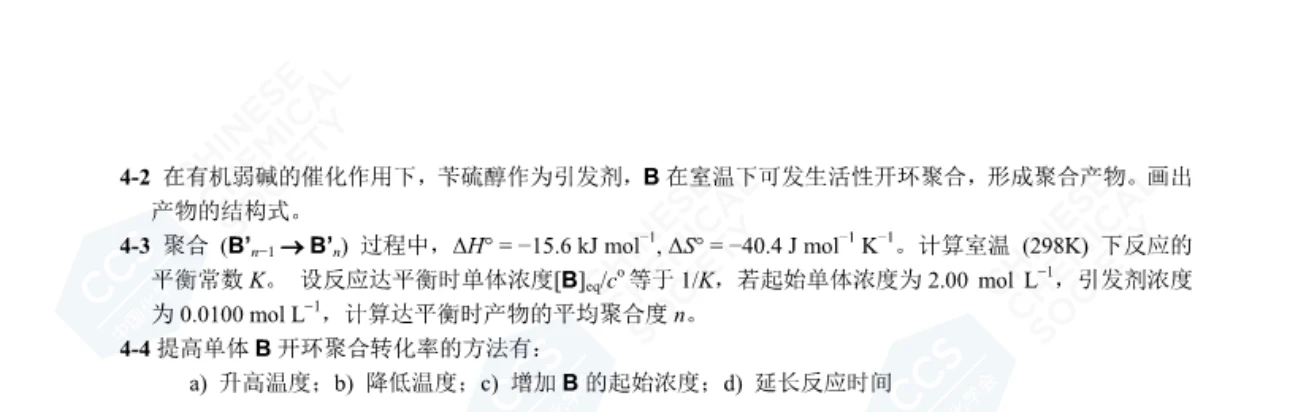 4-2 在有机弱碱的催化作用下，苄硫醇作为引发剂，B 在室温下可发生活性开环聚合，形成聚合产物。画出
产物的结构式。
4-3 聚合 (B’n−1 → B’n) 过程中，ΔH° = −15.6 kJ mol−1, ΔS° = −40.4 J mol−1 K−1。计算室温 (298K) 下反应的
平衡常数 K。 设反应达平衡时单体浓度[B]eq/c° 等于 1/K，若起始单体浓度为 2.00 mol L−1，引发剂浓度
为 0.0100 mol L−1，计算达平衡时产物的平均聚合度 n。
4-4 提高单体 B 开环聚合转化率的方法有：
a) 升高温度；b) 降低温度；c) 增加 B 的起始浓度；d) 延长反应时间